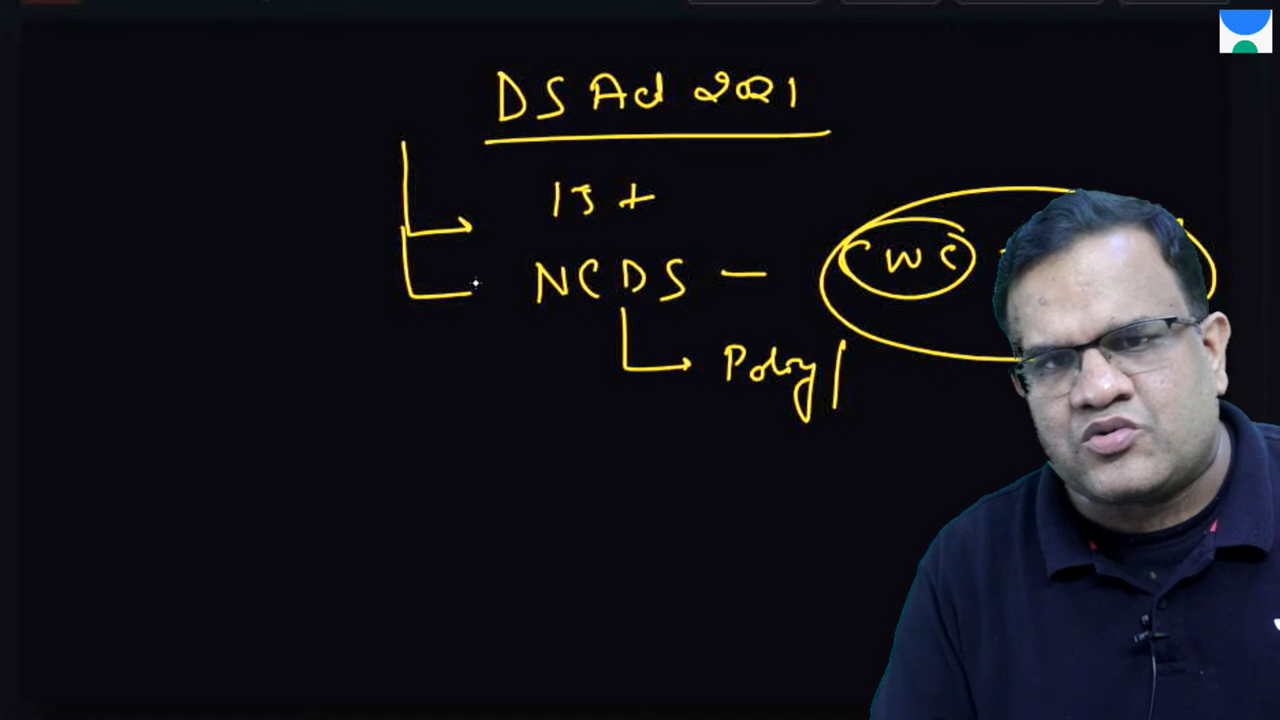 DS Act 2021
15 +
NCDS — CWC -
Policy /